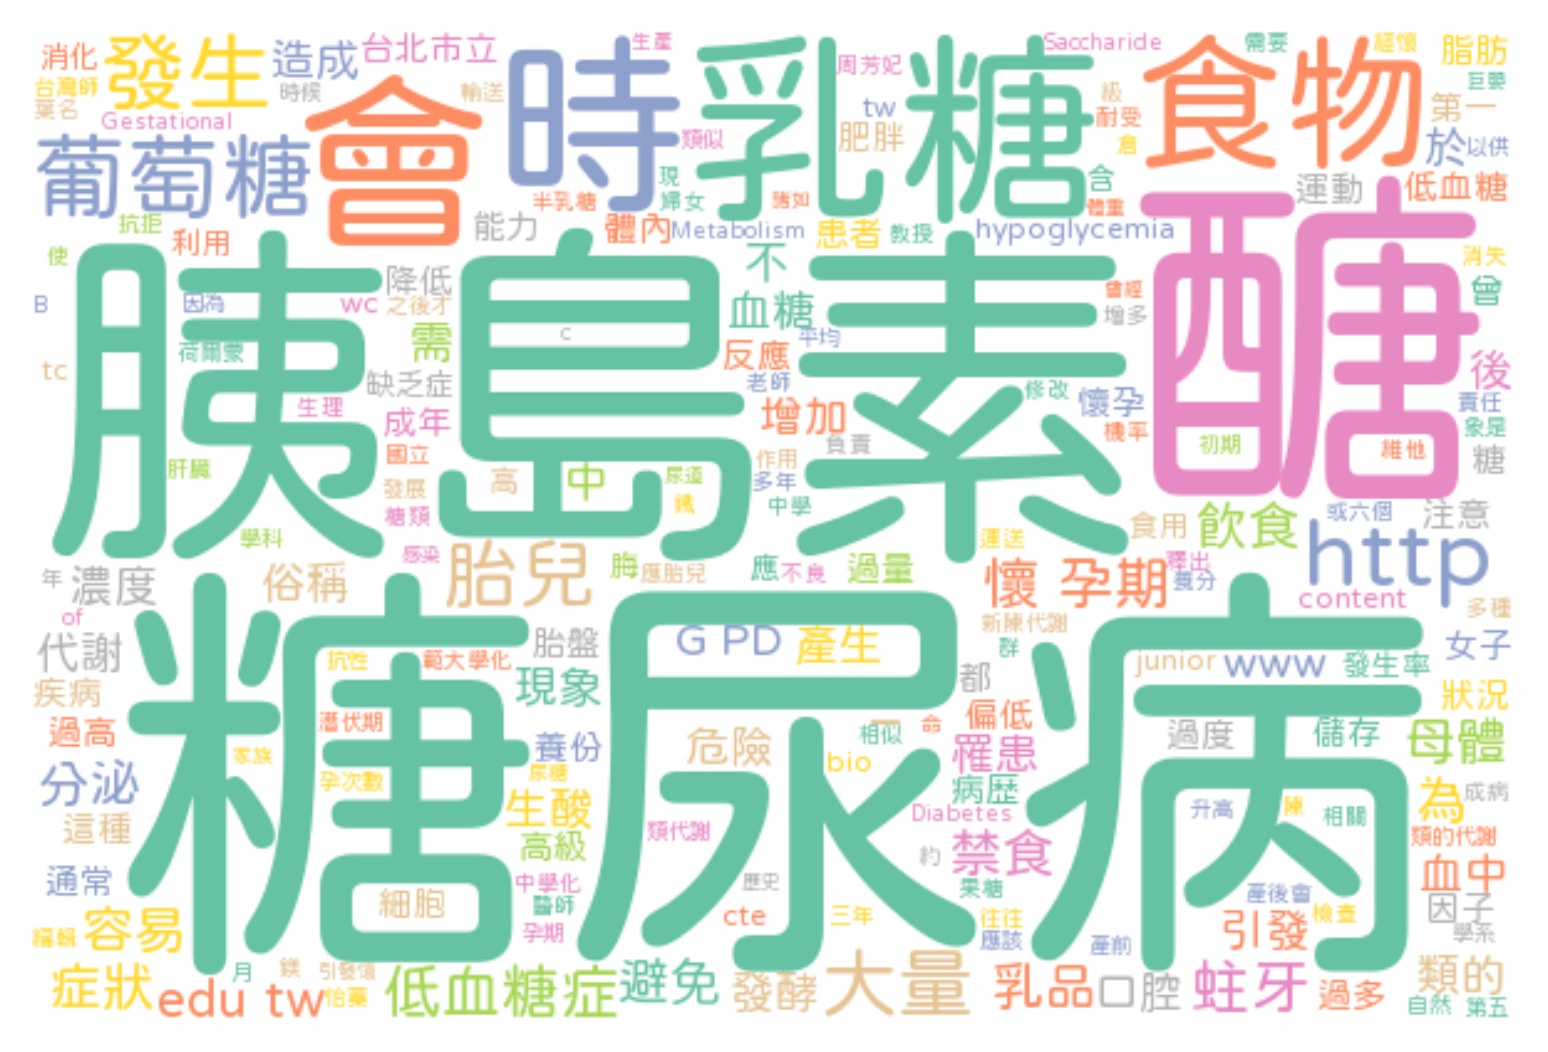 消化
發生
造成
台北市立
生產
Saccharide
需要
經懷
脂肪
台灣師
葉名
時候
輸送
會
時
乳糖
周芳妃
tw
級
耐受
食物
巨嬰
第一
Gestational
類似
肥胖
倉
於
以供
葡萄糖
現
含
運動
低血糖
半乳糖
婦女
諸如
體重
醣
抗拒
能力
體內
Metabolism
患者
教授
hypoglycemia
利用
使
降低
不
消失
B
因為
wc
之後才
血糖
曾經
曾
增多
胰島素
需
c
平均
荷爾蒙
反應
tc
缺乏症
老師
修改
懷孕
後
生理
成年
增加
責任
機率
象是
國立
負責
初期
維他
糖
肝臟
高
中
尿道
作用
發展
鐵
多年
中學
糖類
食用
飲食
或六個
注意
學科
感染
運送
http
年
濃度
俗稱
胎兒
脢
應胎兒
應
不良
過量
懷 孕期
釋出
養分
content
of
多種
新陳代謝
代謝
胎盤
G PD
產生
群
junior
www
發生率
女子
抗性
範大學化
疾病
現象
都
狀況
糖尿病
過高
潛伏期
一
命
偏低
養份
危險
相似
過度
儲存
母體
家族
罹患
分泌
孕次數
尿糖
bio
病歷
為
成病
生酸
Diabetes
升高
陳
相關
這種
類代謝
類的代謝
高級
約
禁食
通常
中學化
歷史
果糖
血中
細胞
醫師
產後會
因子
容易
cte
三年
往往
引發
檢查
編輯
孕期
應該
產前
學系
症狀
月
鎂
引發懷
edu tw
怡蘂
低血糖症
避免
發酵
大量
乳品
口腔
蛀牙
過多
類的
自然
第五